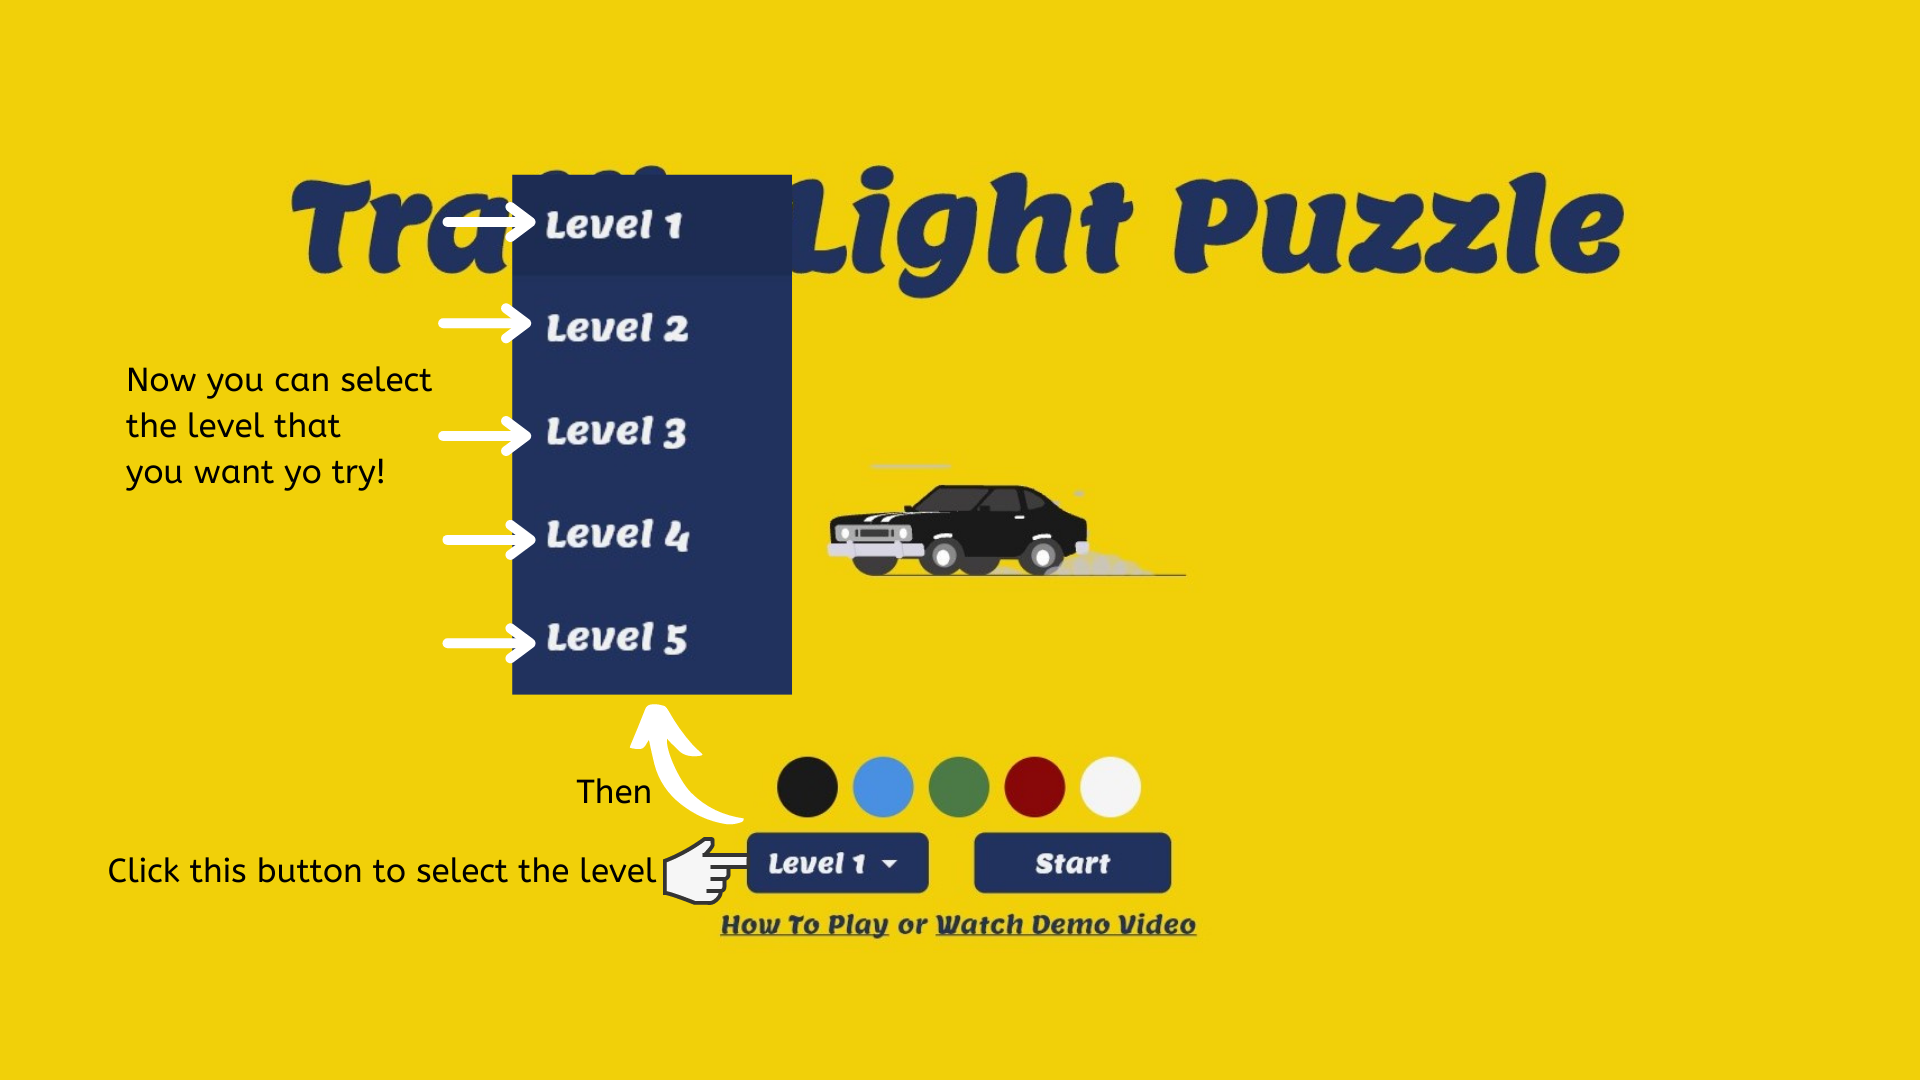 Light Puzzle
Level 1
Level 2
Level 3
Level 4
Level 5
Now you can select
the level that
you want yo try!
Then
Click this button to select the level
Level 1
Start
How To Play or Watch Demo Video